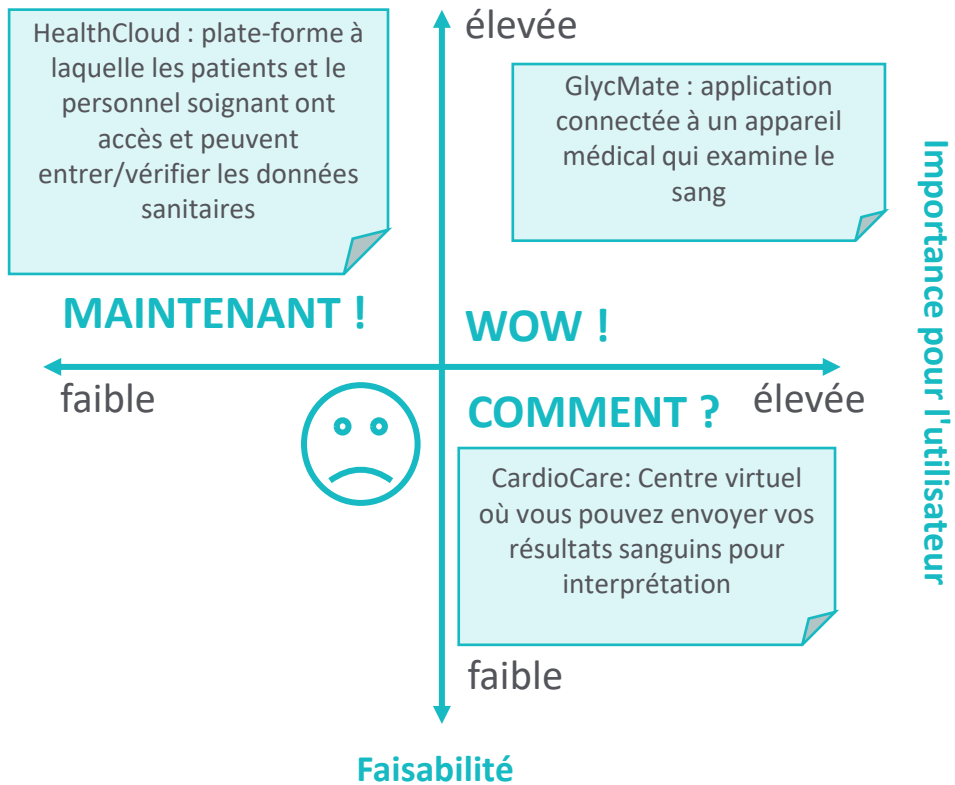 HealthCloud : plate-forme à
laquelle les patients et le
personnel soignant ont
accès et peuvent
entrer/vérifier les données
sanitaires
élevée
GlycMate : application
connectée à un appareil
médical qui examine le
sang
MAINTENANT !
WOW !
faible
élevée
COMMENT ?
CardioCare: Centre virtuel
où vous pouvez envoyer vos
résultats sanguins pour
interprétation
faible
Faisabilité
Importance pour l'utilisateur